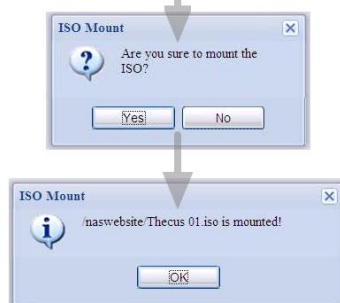 ISO Mount
Are you sure to mount the
ISO?
Yes
No
ISO Mount
/naswebsite/Thecus 01.iso is mounted!
OK